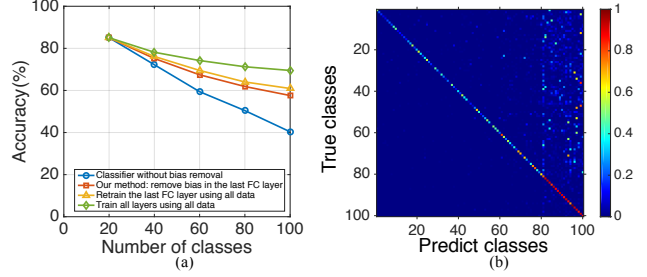 100
80
60
40
20
0
Accuracy(%)
Classifier without bias removal
Our method: remove bias in the last FC layer
Retrain the last FC layer using all data
Train all layers using all data
0 20 40 60 80 100
Number of classes
(a)
True classes
20
40
60
80
100
20 40 60 80 100
Predict classes
(b)
1
0.8
0.6
0.4
0.2
0